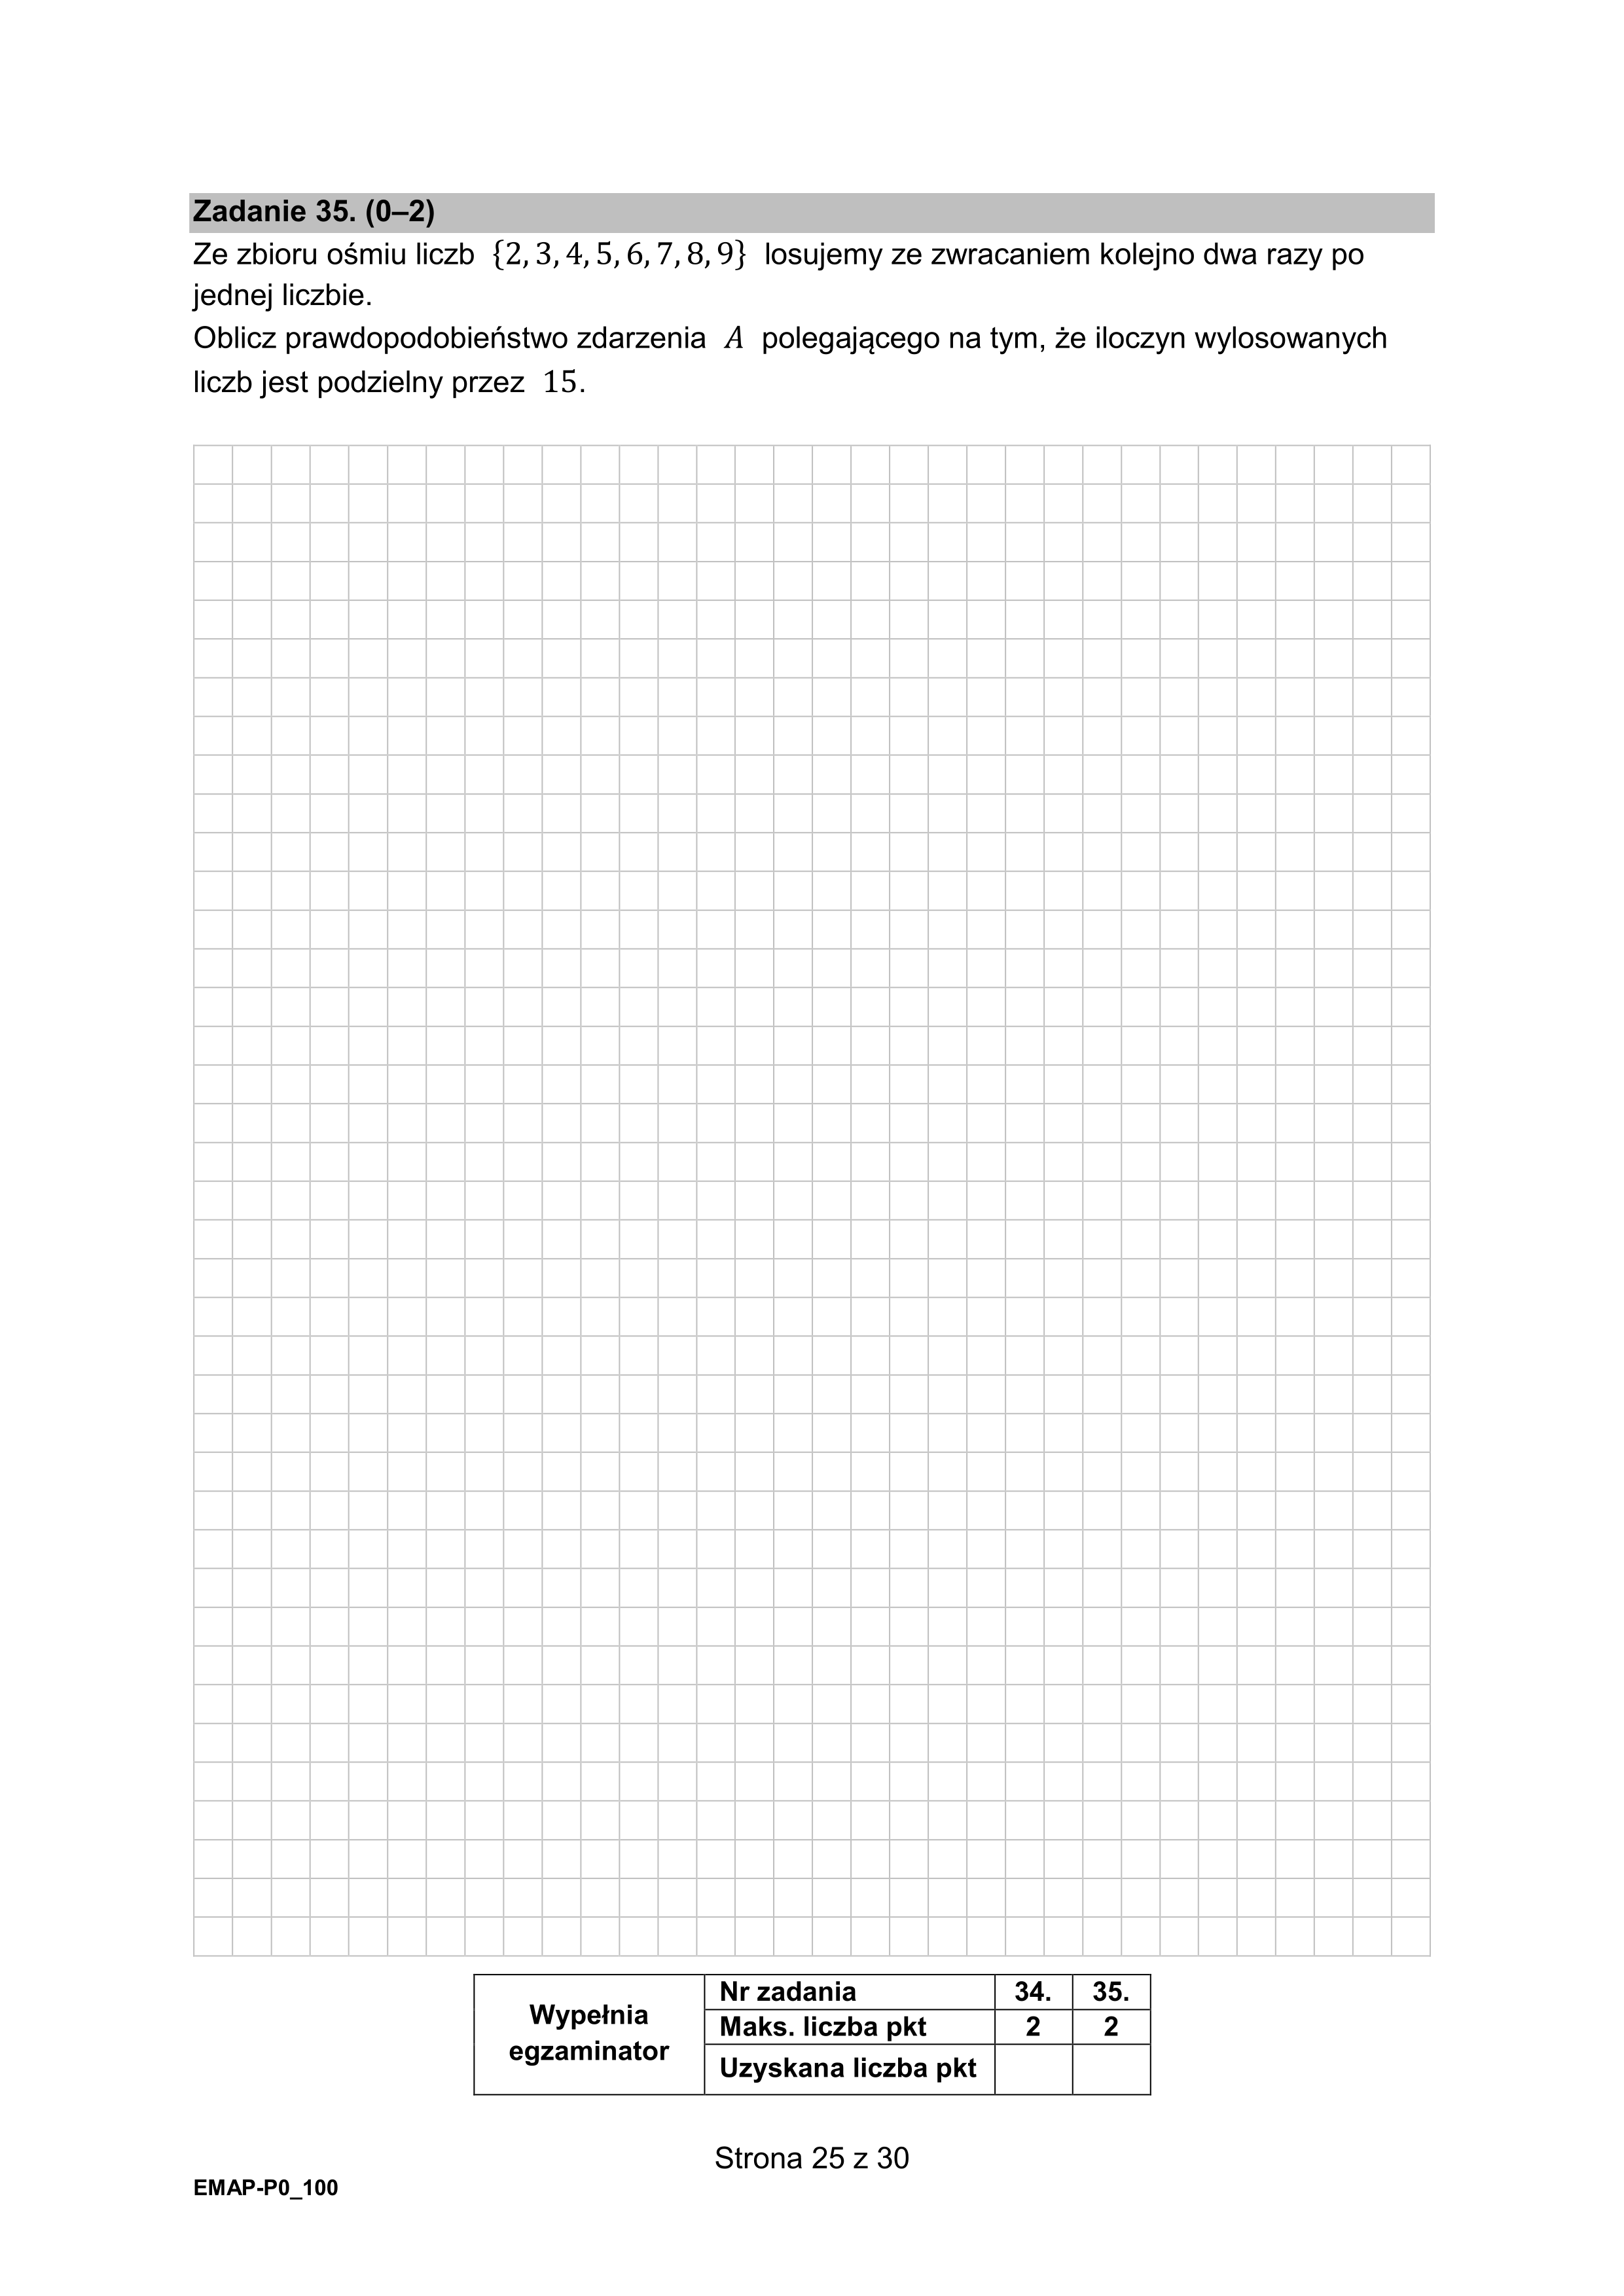 Zadanie 35. (0–2)
Ze zbioru ośmiu liczb {2, 3, 4, 5, 6, 7, 8, 9} losujemy ze zwracaniem kolejno dwa razy po
jednej liczbie.
Oblicz prawdopodobieństwo zdarzenia A polegającego na tym, że iloczyn wylosowanych
liczb jest podzielny przez 15.
Wypełnia
egzaminator
Nr zadania 34. 35.
Maks. liczba pkt 2 2
Uzyskana liczba pkt
Strona 25 z 30
EMAP-P0_100